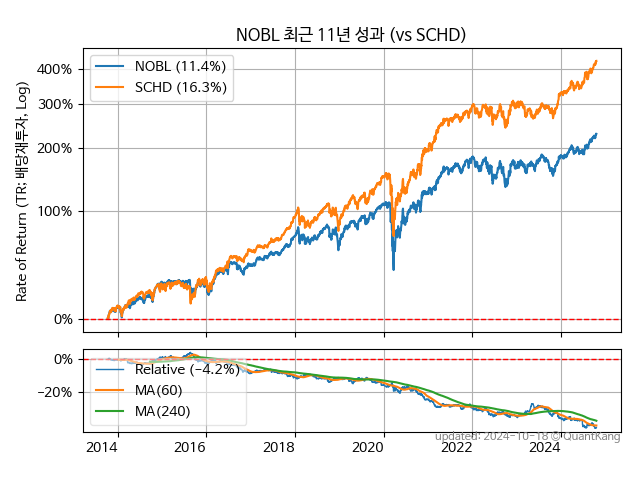 NOBL 최근 11년 성과 (vs SCHD)
Rate of Return (TR; 배당재투자, Log)
400%
300%
200%
100%
0%
NOBL (11.4%)
SCHD (16.3%)
0%
−20%
Relative (−4.2%)
MA(60)
MA(240)
2014 2016 2018 2020 2022 2024
updated: 2024-10-18 © QuantKang